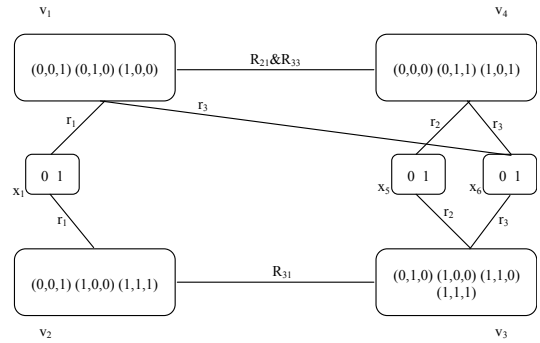 v1 v4
(0,0,1) (0,1,0) (1,0,0) R21&R33 (0,0,0) (0,1,1) (1,0,1)
r1 r3 r2 r3
0 1 0 1 0 1
x1 x5 x6
r1 r2 r3
(0,0,1) (1,0,0) (1,1,1) R31 (0,1,0) (1,0,0) (1,1,0)
(1,1,1)
v2 v3